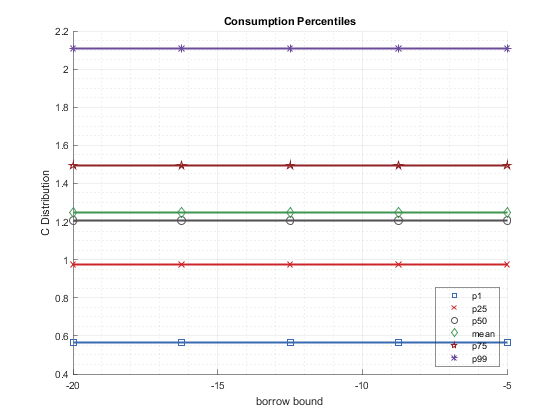 Consumption Percentiles
2.2
2
1.8
1.6
1.4
1.2
1
0.8
0.6
0.4
C Distribution
-20
-15
-10
-5
borrow bound
p1
p25
p50
mean
p75
p99